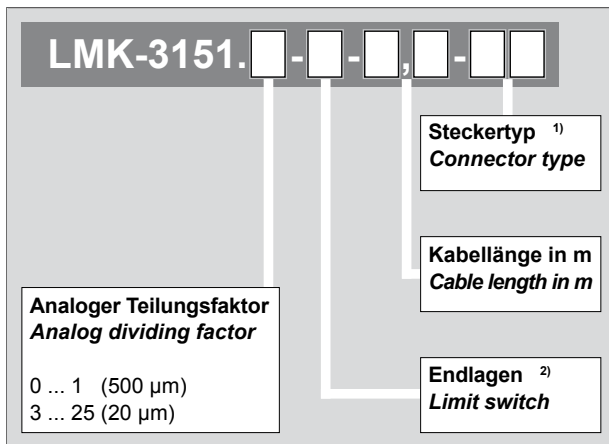 LMK-3151.□-□-□,□-□□
Steckertyp 1)
Connector type
Kabellänge in m
Cable length in m
Analoger Teilungsfaktor
Analog dividing factor
0 ... 1 (500 µm)
3 ... 25 (20 µm)
Endlagen 2)
Limit switch